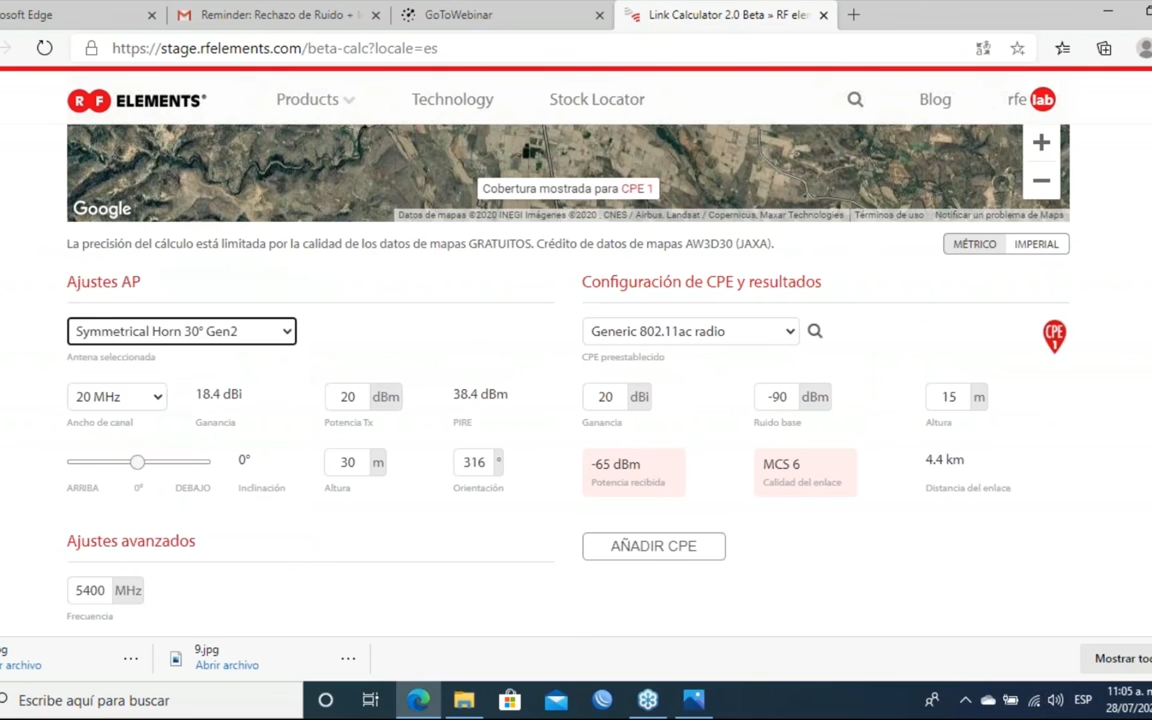 osoft Edge
Reminder: Rechazo de Ruido +
GoToWebinar
Link Calculator 2.0 Beta » RF eler
https://stage.rfelements.com/beta-calc?locale=es
RF ELEMENTS®
Products
Technology
Stock Locator
Blog
rfe lab
Cobertura mostrada para CPE 1
Google
Datos de mapas ©2020 INEGI Imágenes ©2020 , CNES / Airbus, Landsat / Copernicus, Maxar Technologies
Términos de uso
Notificar un problema de Maps
La precisión del cálculo está limitada por la calidad de los datos de mapas GRATUITOS. Crédito de datos de mapas AW3D30 (JAXA).
MÉTRICO
IMPERIAL
Ajustes AP
Symmetrical Horn 30° Gen2
Antena seleccionada
20 MHz
Ancho de canal
18.4 dBi
Ganancia
20 dBm
Potencia Tx
38.4 dBm
PIRE
ARRIBA 0° DEBAJO
0°
Inclinación
30 m
Altura
316 °
Orientación
Ajustes avanzados
5400 MHz
Frecuencia
Configuración de CPE y resultados
Generic 802.11ac radio
CPE preestablecido
CPE
1
20 dBi
Ganancia
-90 dBm
Ruido base
15 m
Altura
-65 dBm
Potencia recibida
MCS 6
Calidad del enlace
4.4 km
Distancia del enlace
AÑADIR CPE
og
r archivo
9.jpg
Abrir archivo
Mostrar too
Escribe aquí para buscar
ESP
11:05 a. n
28/07/202